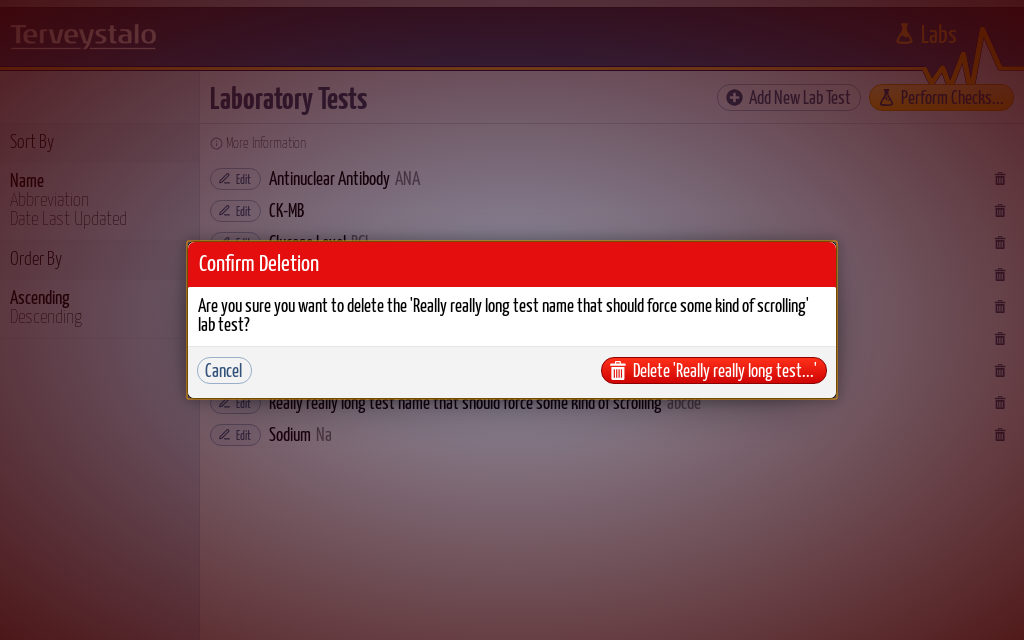 Terveystalo
Labs
Laboratory Tests
Add New Lab Test
Perform Checks...
Sort By
Name
Abbreviation
Date Last Updated
Order By
Ascending
Descending
More Information
Edit Antinuclear Antibody ANA
Edit CK-MB
Edit Glucose Level BGL
Confirm Deletion
Are you sure you want to delete the 'Really really long test name that should force some kind of scrolling'
lab test?
Cancel
Delete 'Really really long test...'
Edit Really really long test name that should force some kind of scrolling abcde
Edit Sodium Na